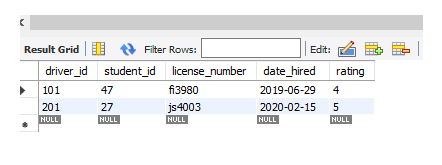 Result Grid Filter Rows: Edit:
driver_id student_id license_number date_hired rating
101 47 fi3980 2019-06-29 4
201 27 js4003 2020-02-15 5
NULL NULL NULL NULL NULL